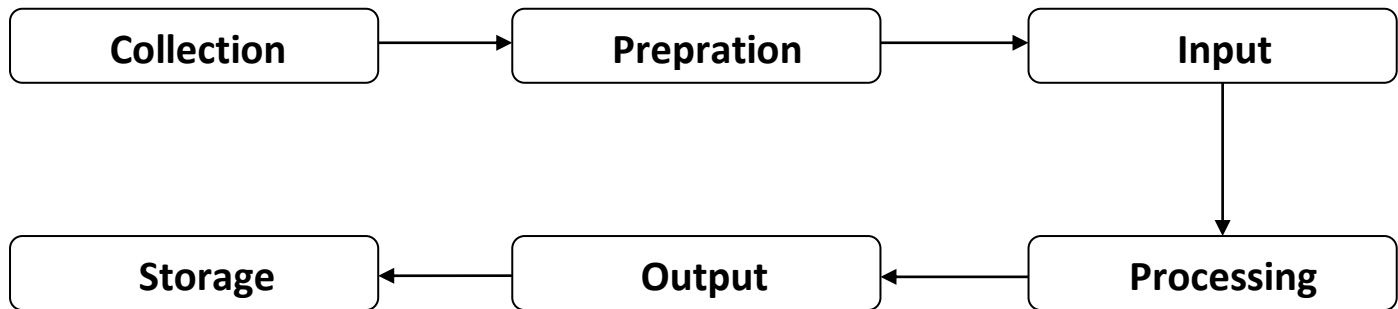 Collection
Prepration
Input
Storage
Output
Processing